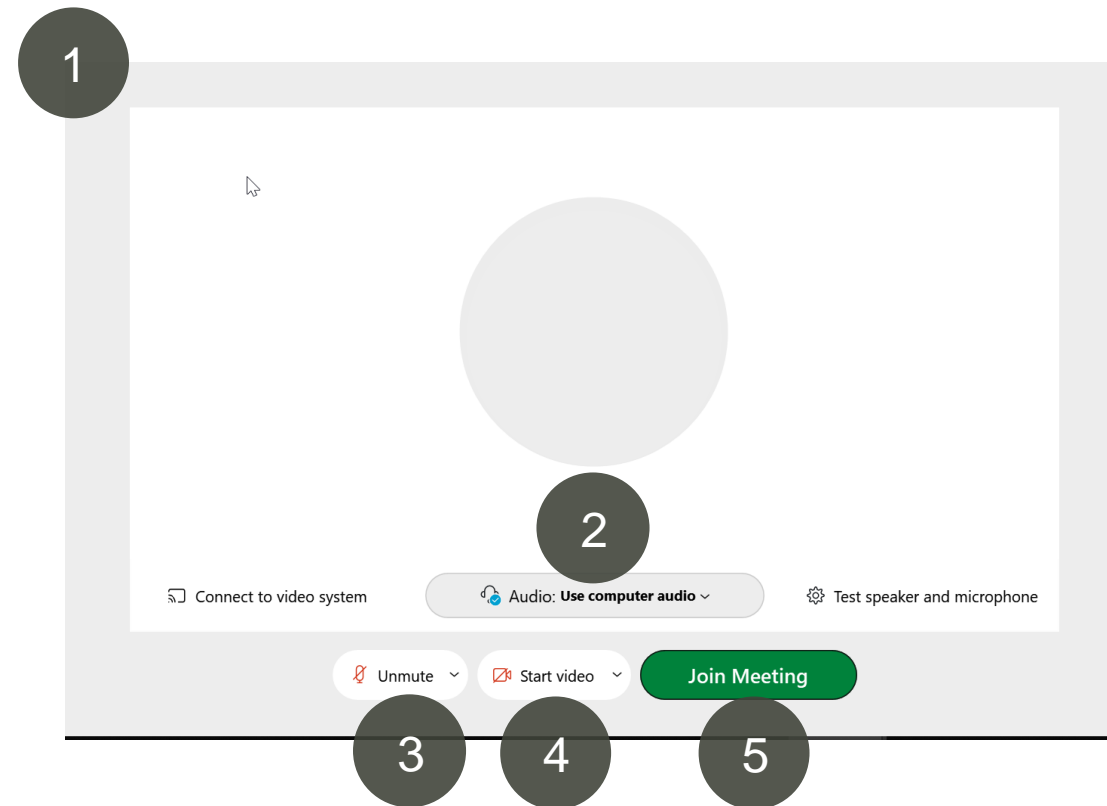 1
2
Connect to video system
Audio: Use computer audio
Test speaker and microphone
Unmute
Start video
Join Meeting
3
4
5